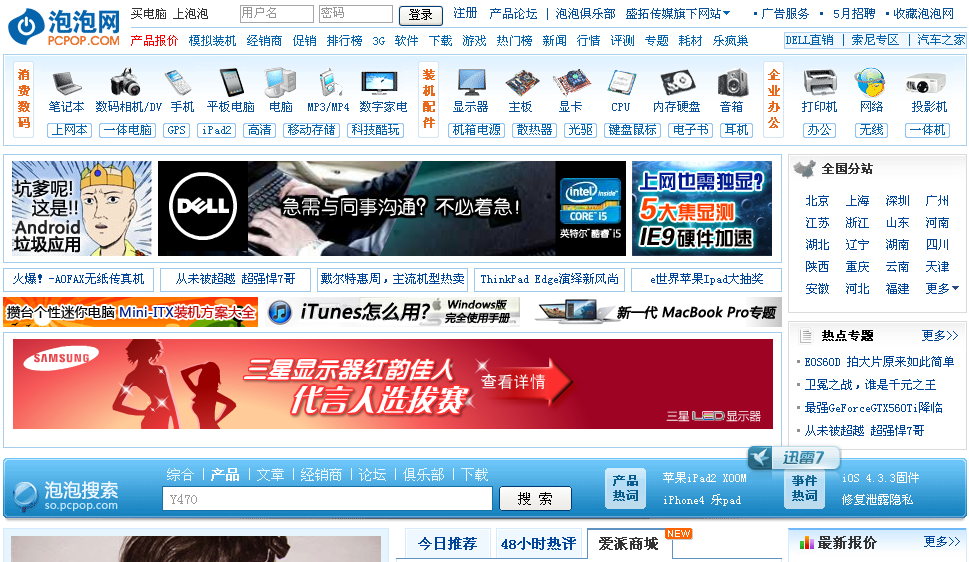 泡泡网
PCPOP.COM
买电脑 上泡泡
用户名
密码
登录
注册
产品论坛 | 泡泡俱乐部
盛拓传媒旗下网站
广告服务
5月招聘
收藏泡泡网
产品报价 模拟装机 经销商 促销 排行榜 3G 软件 下载 游戏 热门榜 新闻 行情 评测 专题 耗材 乐疯巢
DELL直销 | 索尼专区 | 汽车之家
消费数码
笔记本 数码相机/DV 手机 平板电脑 电脑 MP3/MP4 数字家电
上网本 一体电脑 GPS iPad2 高清 移动存储 科技酷玩
装机配件
显示器 主板 显卡 CPU 内存硬盘 音箱
机箱电源 散热器 光驱 键盘鼠标 电子书 耳机
企业办公
打印机 网络 投影机
办公 无线 一体机
坑爹呢!
这是!!
Android
垃圾应用
DELL
急需与同事沟通? 不必着急!
intel inside
CORE i5
英特尔 酷睿 i5
上网也需独显?
5大集显测
IE9硬件加速
火爆!-AOFAX无纸传真机
从未被超越 超强悍7哥
戴尔特惠周，主流机型热卖
ThinkPad Edge演绎新风尚
e世界苹果Ipad大抽奖
攒台个性迷你电脑 Mini-ITX装机方案大全
iTunes怎么用?
Windows版
完全使用手册
新一代 MacBook Pro专题
SAMSUNG
三星显示器红韵佳人
代言人选拔赛
查看详情
三星LED显示器
全国分站
北京 上海 深圳 广州
江苏 浙江 山东 河南
湖北 辽宁 湖南 四川
陕西 重庆 云南 天津
安徽 河北 福建 更多
热点专题
更多>>
EOS60D 拍大片原来如此简单
卫冕之战，谁是千元之王
最强GeForceGTX560Ti降临
从未被超越 超强悍7哥
泡泡搜索
so.pcpop.com
综合 | 产品 | 文章 | 经销商 | 论坛 | 俱乐部 | 下载
Y470
搜 索
产品热词
苹果iPad2 XOOM
iPhone4 乐pad
迅雷7
事件热词
iOS 4.3.3固件
修复泄露隐私
今日推荐
48小时热评
爱派商城
NEW
最新报价
更多>>